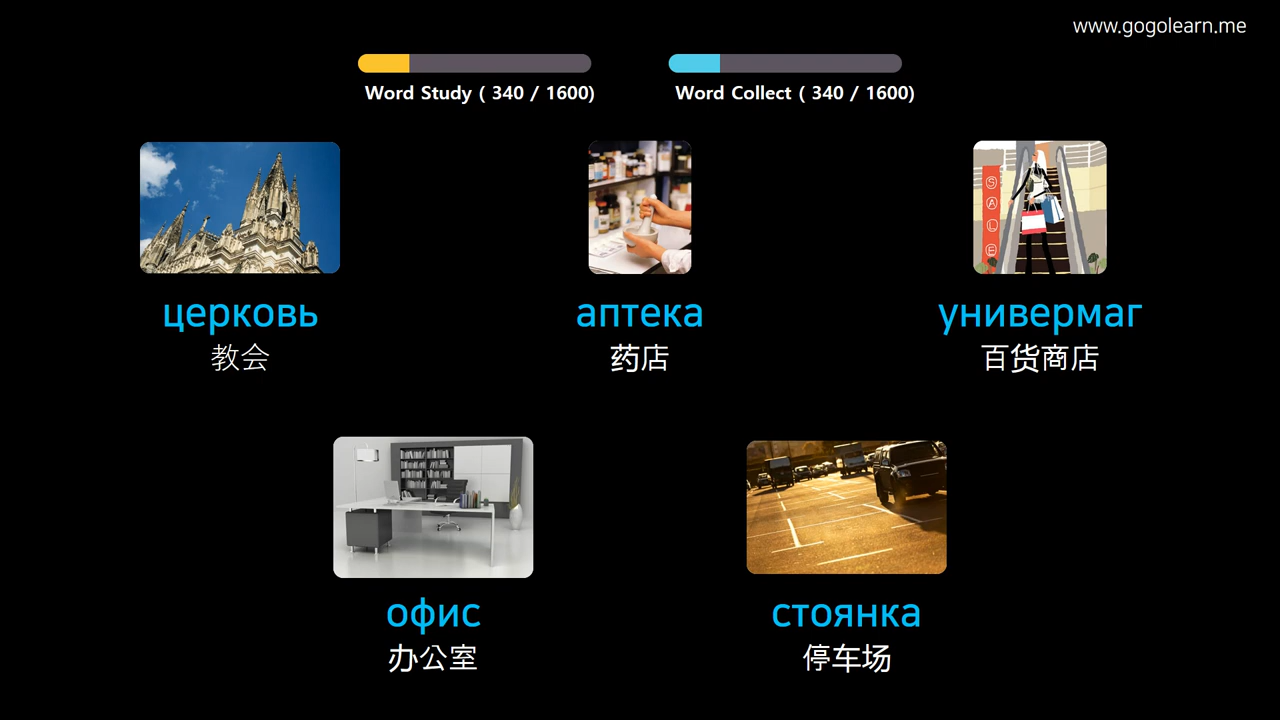 www.gogolearn.me
Word Study ( 340 / 1600)
Word Collect ( 340 / 1600)
SALE
церковь
教会
аптека
药店
универмаг
百货商店
офис
办公室
стоянка
停车场